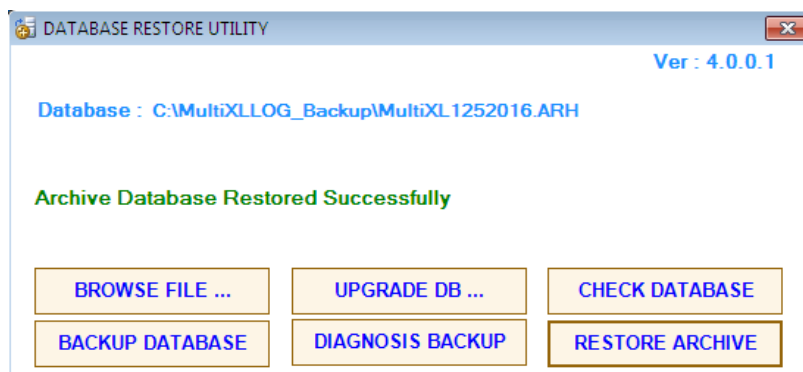 DATABASE RESTORE UTILITY
Ver : 4.0.0.1
Database : C:\MultiXLLOG_Backup\MultiXL1252016.ARH
Archive Database Restored Successfully
BROWSE FILE ... UPGRADE DB ... CHECK DATABASE
BACKUP DATABASE DIAGNOSIS BACKUP RESTORE ARCHIVE